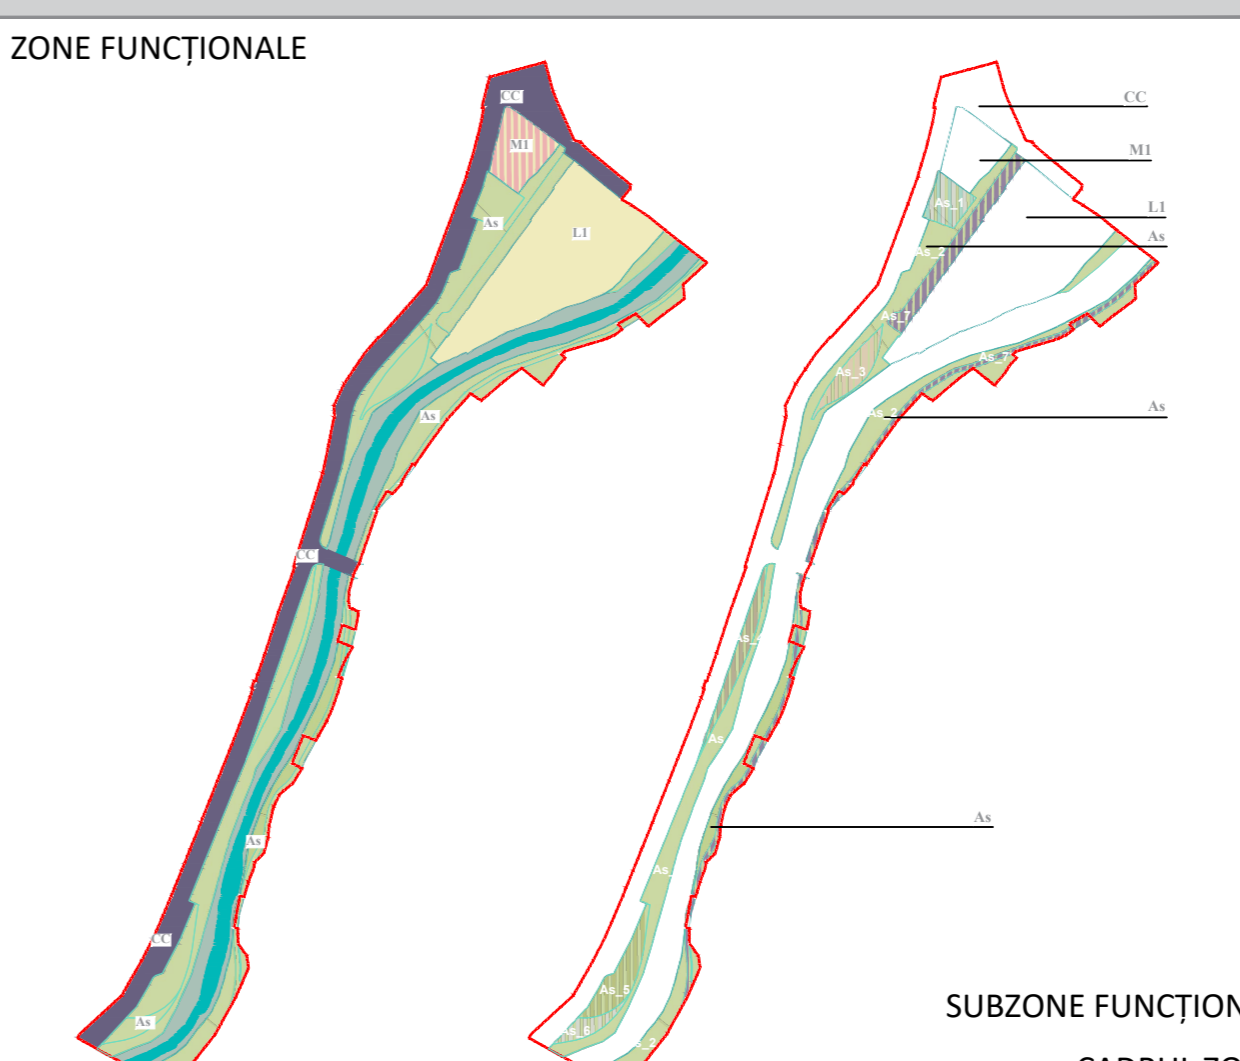 ZONE FUNCȚIONALE
CC
M1
As
L1
As
CC
As
CC
As
CC
M1
L1
As
As_1
As_2
As_7
As_3
As_7
As_2
As
As
As
As
As_5
As_6
SUBZONE FUNCȚION